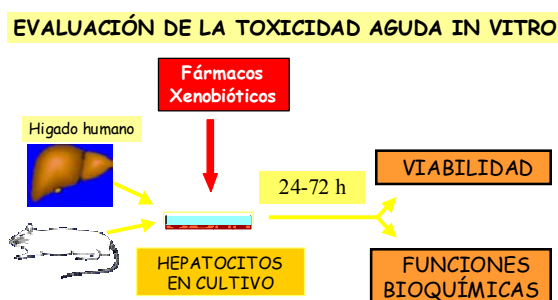 EVALUACIÓN DE LA TOXICIDAD AGUDA IN VITRO
Fármacos
Xenobióticos
Higado humano
24-72 h
VIABILIDAD
HEPATOCITOS
EN CULTIVO
FUNCIONES
BIOQUÍMICAS